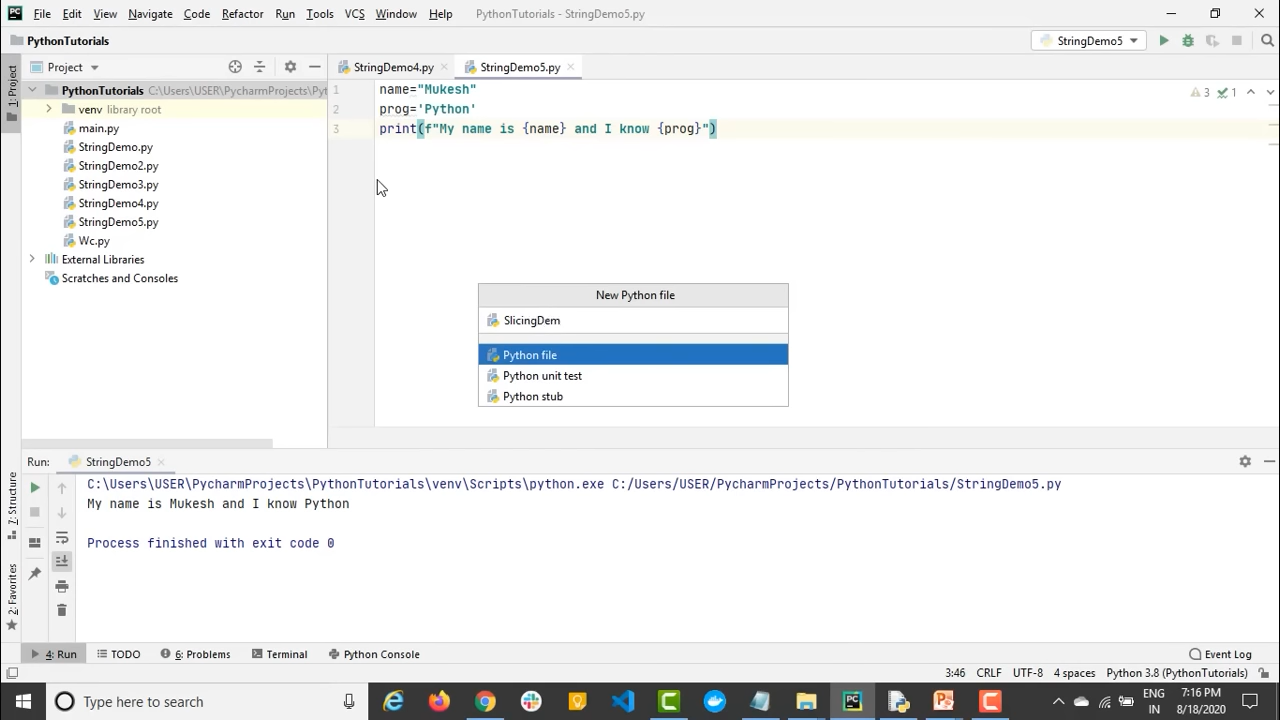 File Edit View Navigate Code Refactor Run Tools VCS Window Help PythonTutorials - StringDemo5.py
PythonTutorials
StringDemo5
1: Project
Project
StringDemo4.py
StringDemo5.py
PythonTutorials C:\Users\USER\PycharmProjects\Pyt
venv library root
main.py
StringDemo.py
StringDemo2.py
StringDemo3.py
StringDemo4.py
StringDemo5.py
Wc.py
External Libraries
Scratches and Consoles
1 name="Mukesh"
2 prog='Python'
3 print(f"My name is {name} and I know {prog}")
3 1
New Python file
SlicingDem
Python file
Python unit test
Python stub
Run: StringDemo5
C:\Users\USER\PycharmProjects\PythonTutorials\venv\Scripts\python.exe C:/Users/USER/PycharmProjects/PythonTutorials/StringDemo5.py
My name is Mukesh and I know Python
Process finished with exit code 0
7: Structure
2: Favorites
4: Run TODO 6: Problems Terminal Python Console Event Log
3:46 CRLF UTF-8 4 spaces Python 3.8 (PythonTutorials)
Type here to search
ENG
IN
7:16 PM
8/18/2020